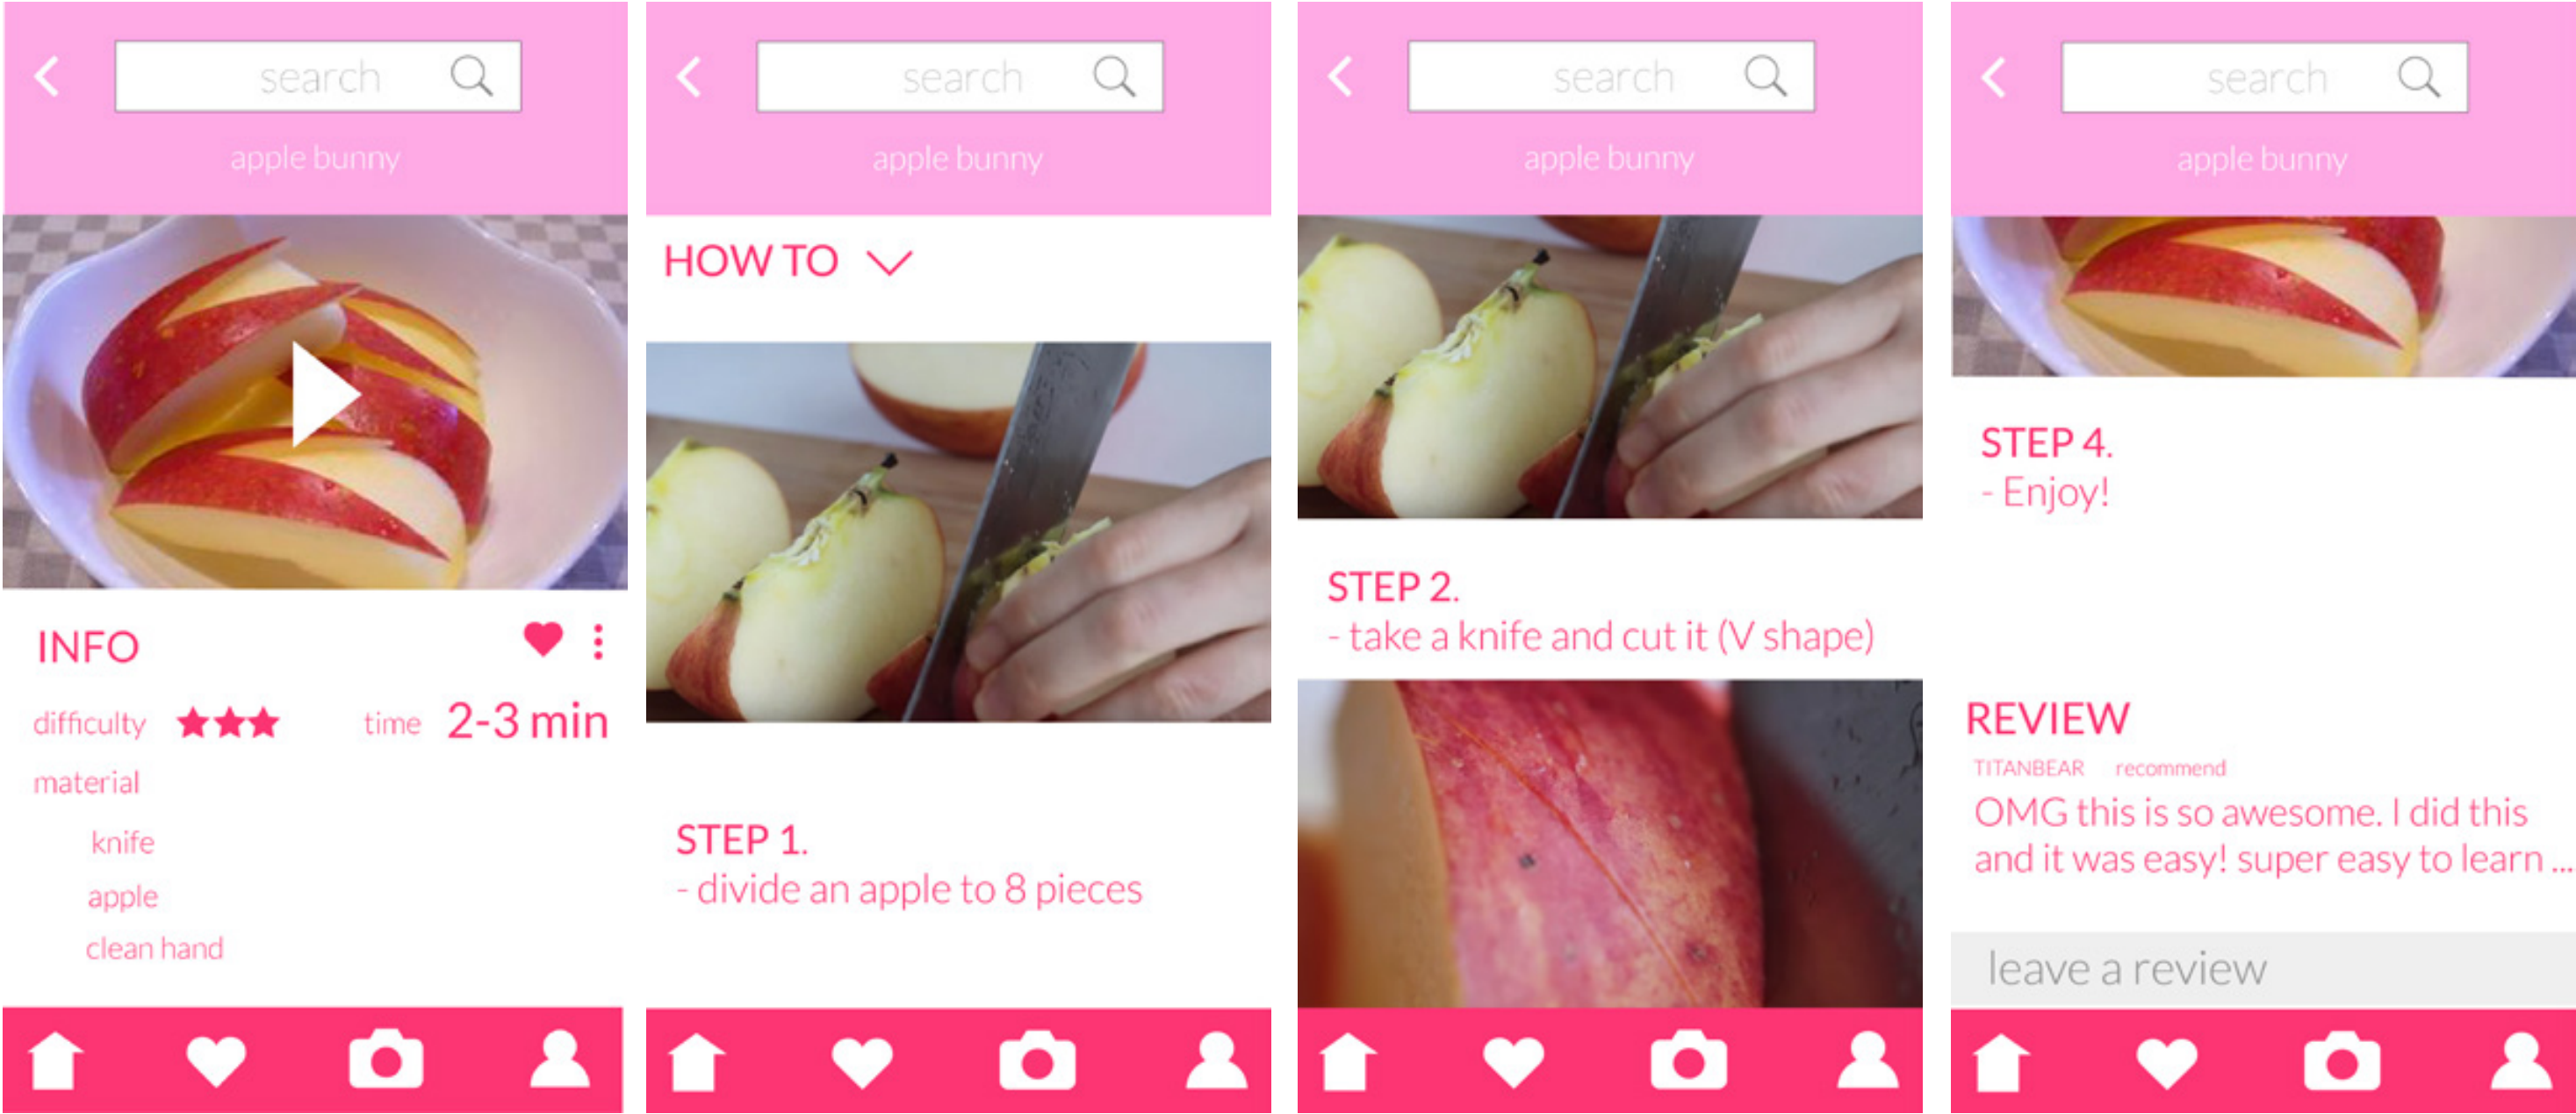 search
apple bunny
INFO
difficulty
time 2-3 min
material
knife
apple
clean hand
search
apple bunny
HOW TO
STEP 1.
- divide an apple to 8 pieces
search
apple bunny
STEP 2.
- take a knife and cut it (V shape)
search
apple bunny
STEP 4.
- Enjoy!
REVIEW
TITANBEAR recommend
OMG this is so awesome. I did this
and it was easy! super easy to learn ...
leave a review